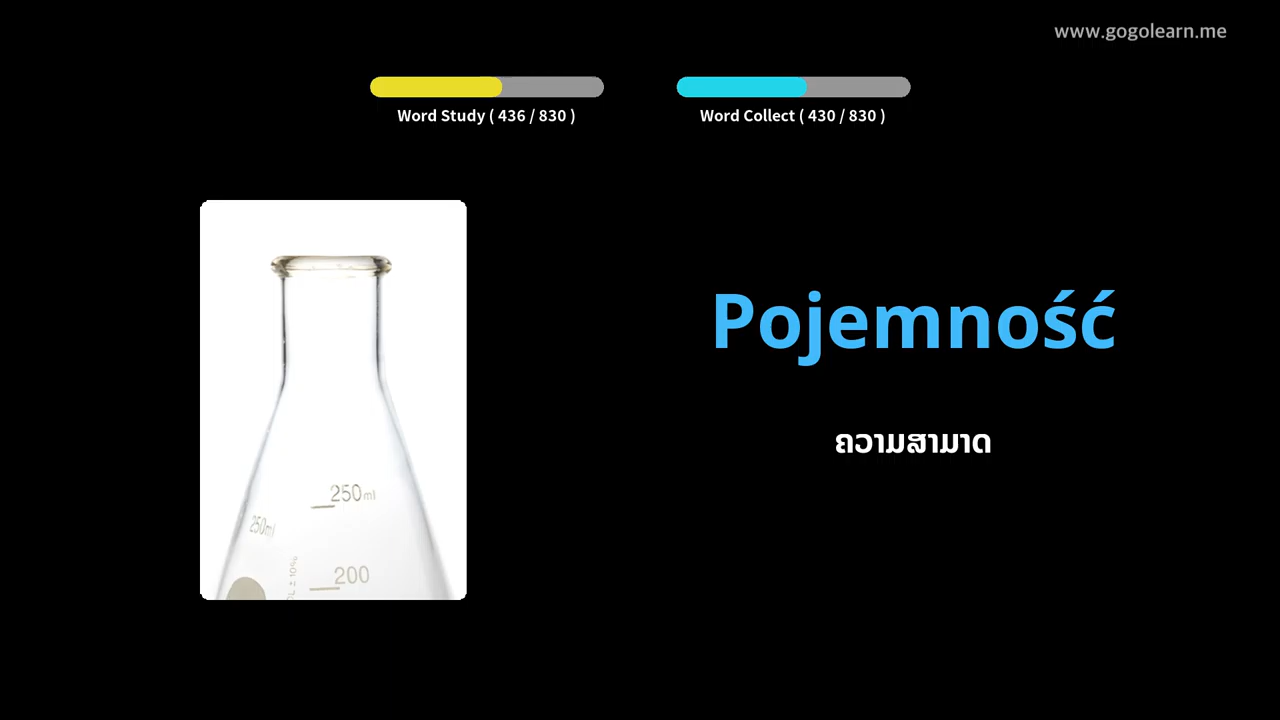 www.gogolearn.me
Word Study ( 436 / 830 )
Word Collect ( 430 / 830 )
Pojemność
ຄວາມສາມາດ
250ml
250ml
± 10%
200